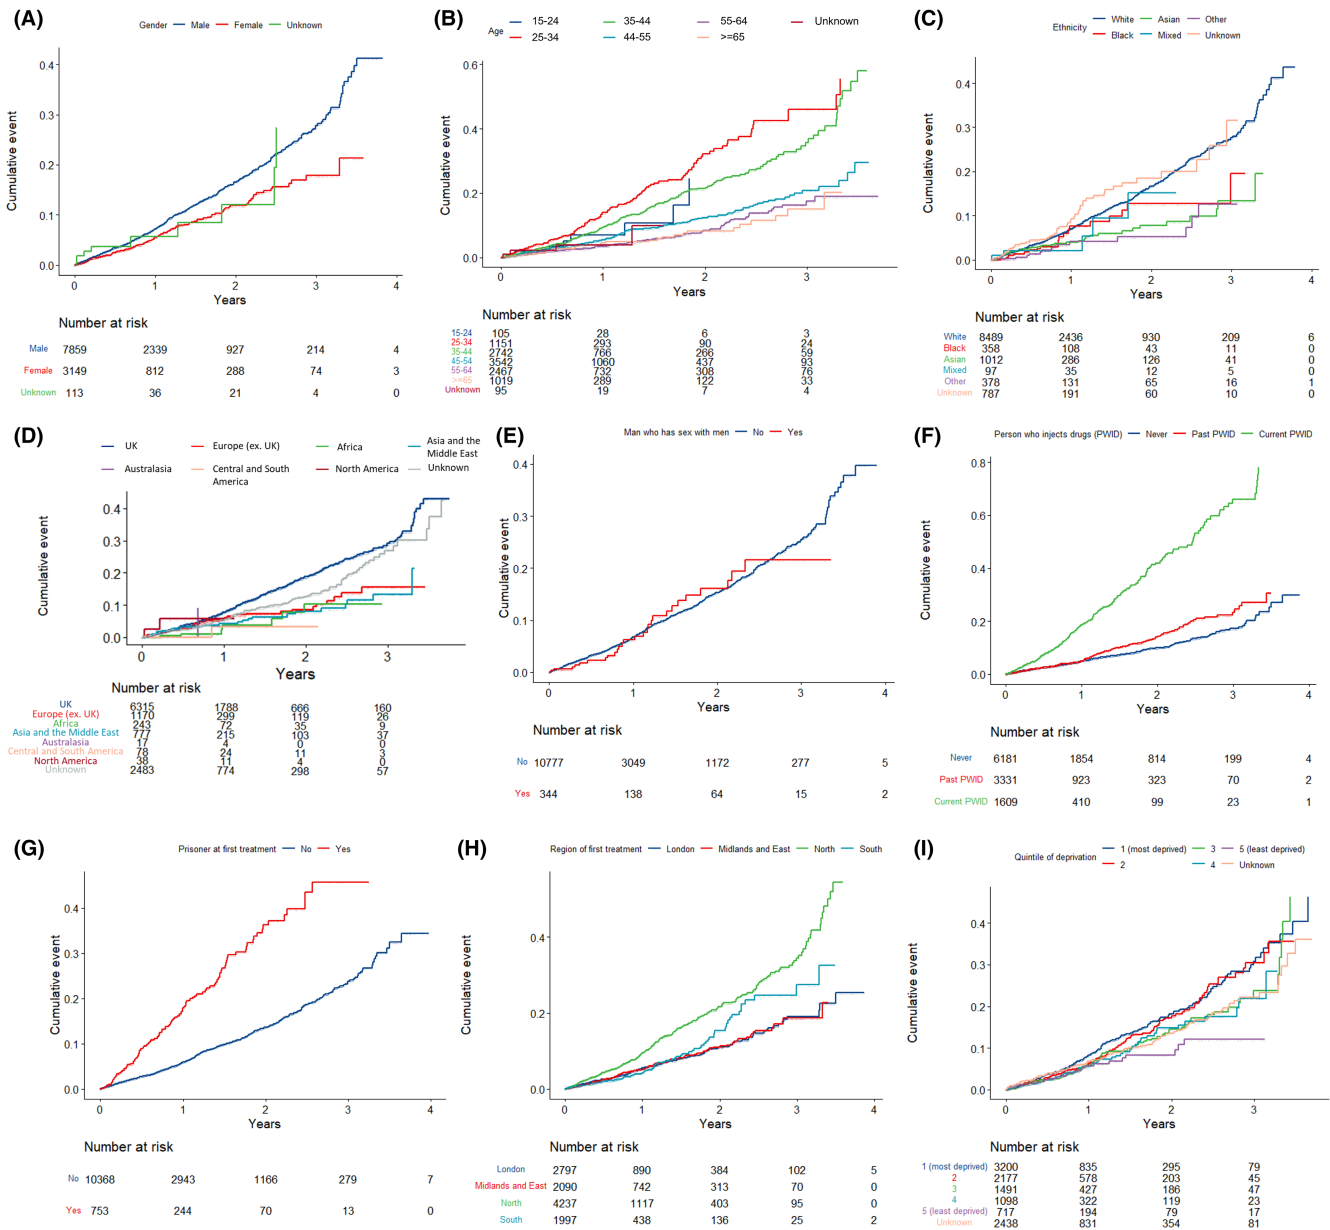 (A)
Gender Male Female Unknown
Cumulative event
0.4
0.3
0.2
0.1
0.0
0 1 2 3 4
Years
Number at risk
Male 7859 2339 927 214 4
Female 3149 812 288 74 3
Unknown 113 36 21 4 0
(B)
Age 15-24 35-44 55-64 Unknown
25-34 44-55 >=65
Cumulative event
0.6
0.4
0.2
0.0
0 1 2 3
Years
Number at risk
15-24 105 28 6 3
25-34 1151 293 90 24
35-44 2742 766 266 59
45-54 3542 1060 437 93
55-64 2467 732 308 76
>=65 1019 289 122 33
Unknown 95 19 7 4
(C)
Ethnicity White Asian Other
Black Mixed Unknown
Cumulative event
0.4
0.3
0.2
0.1
0.0
0 1 2 3 4
Years
Number at risk
White 8489 2436 930 209 6
Black 358 108 43 11 0
Asian 1012 286 126 41 0
Mixed 97 35 12 5 0
Other 378 131 65 16 1
Unknown 787 191 60 10 0
(D)
UK Europe (ex. UK) Africa Asia and the Middle East
Australasia Central and South America North America Unknown
Cumulative event
0.4
0.3
0.2
0.1
0.0
0 1 2 3
Years
Number at risk
UK 6315 1788 666 160
Europe (ex. UK) 1170 299 119 26
Africa 243 72 35 9
Asia and the Middle East 777 215 103 37
Australasia 17 4 0 0
Central and South America 78 24 11 3
North America 38 11 4 0
Unknown 2483 774 298 57
(E)
Man who has sex with men No Yes
Cumulative event
0.4
0.3
0.2
0.1
0.0
0 1 2 3 4
Years
Number at risk
No 10777 3049 1172 277 5
Yes 344 138 64 15 2
(F)
Person who injects drugs (PWID) Never Past PWID Current PWID
Cumulative event
0.8
0.6
0.4
0.2
0.0
0 1 2 3 4
Years
Number at risk
Never 6181 1854 814 199 4
Past PWID 3331 923 323 70 2
Current PWID 1609 410 99 23 1
(G)
Prisoner at first treatment No Yes
Cumulative event
0.4
0.3
0.2
0.1
0.0
0 1 2 3 4
Years
Number at risk
No 10368 2943 1166 279 7
Yes 753 244 70 13 0
(H)
Region of first treatment London Midlands and East North South
Cumulative event
0.4
0.2
0.0
0 1 2 3 4
Years
Number at risk
London 2797 890 384 102 5
Midlands and East 2090 742 313 70 0
North 4237 1117 403 95 0
South 1997 438 136 25 2
(I)
Quintile of deprivation 1 (most deprived) 3 5 (least deprived)
2 4 Unknown
Cumulative event
0.4
0.3
0.2
0.1
0.0
0 1 2 3
Years
Number at risk
1 (most deprived) 3200 835 295 79
2 2177 578 203 45
3 1491 427 186 47
4 1098 322 119 23
5 (least deprived) 717 194 79 17
Unknown 2438 831 354 81